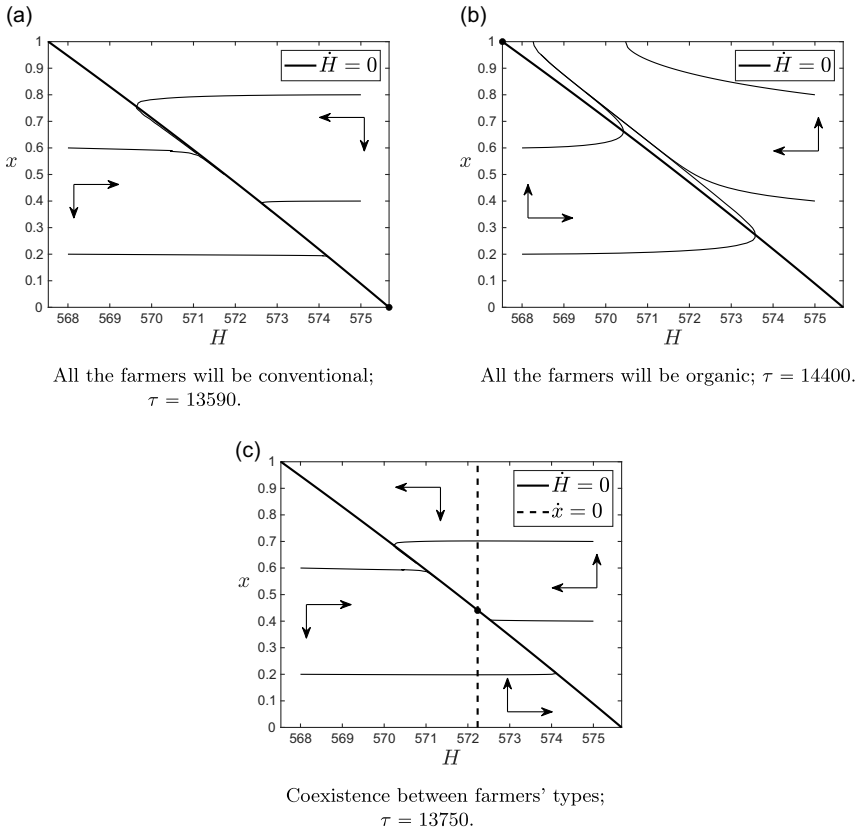 (a)
Ḣ = 0
1
0.9
0.8
0.7
0.6
0.5
0.4
0.3
0.2
0.1
0
x
568 569 570 571 572 573 574 575
H
All the farmers will be conventional;
τ = 13590.
(b)
Ḣ = 0
1
0.9
0.8
0.7
0.6
0.5
0.4
0.3
0.2
0.1
0
x
568 569 570 571 572 573 574 575
H
All the farmers will be organic; τ = 14400.
(c)
Ḣ = 0
ẋ = 0
1
0.9
0.8
0.7
0.6
0.5
0.4
0.3
0.2
0.1
0
x
568 569 570 571 572 573 574 575
H
Coexistence between farmers' types;
τ = 13750.